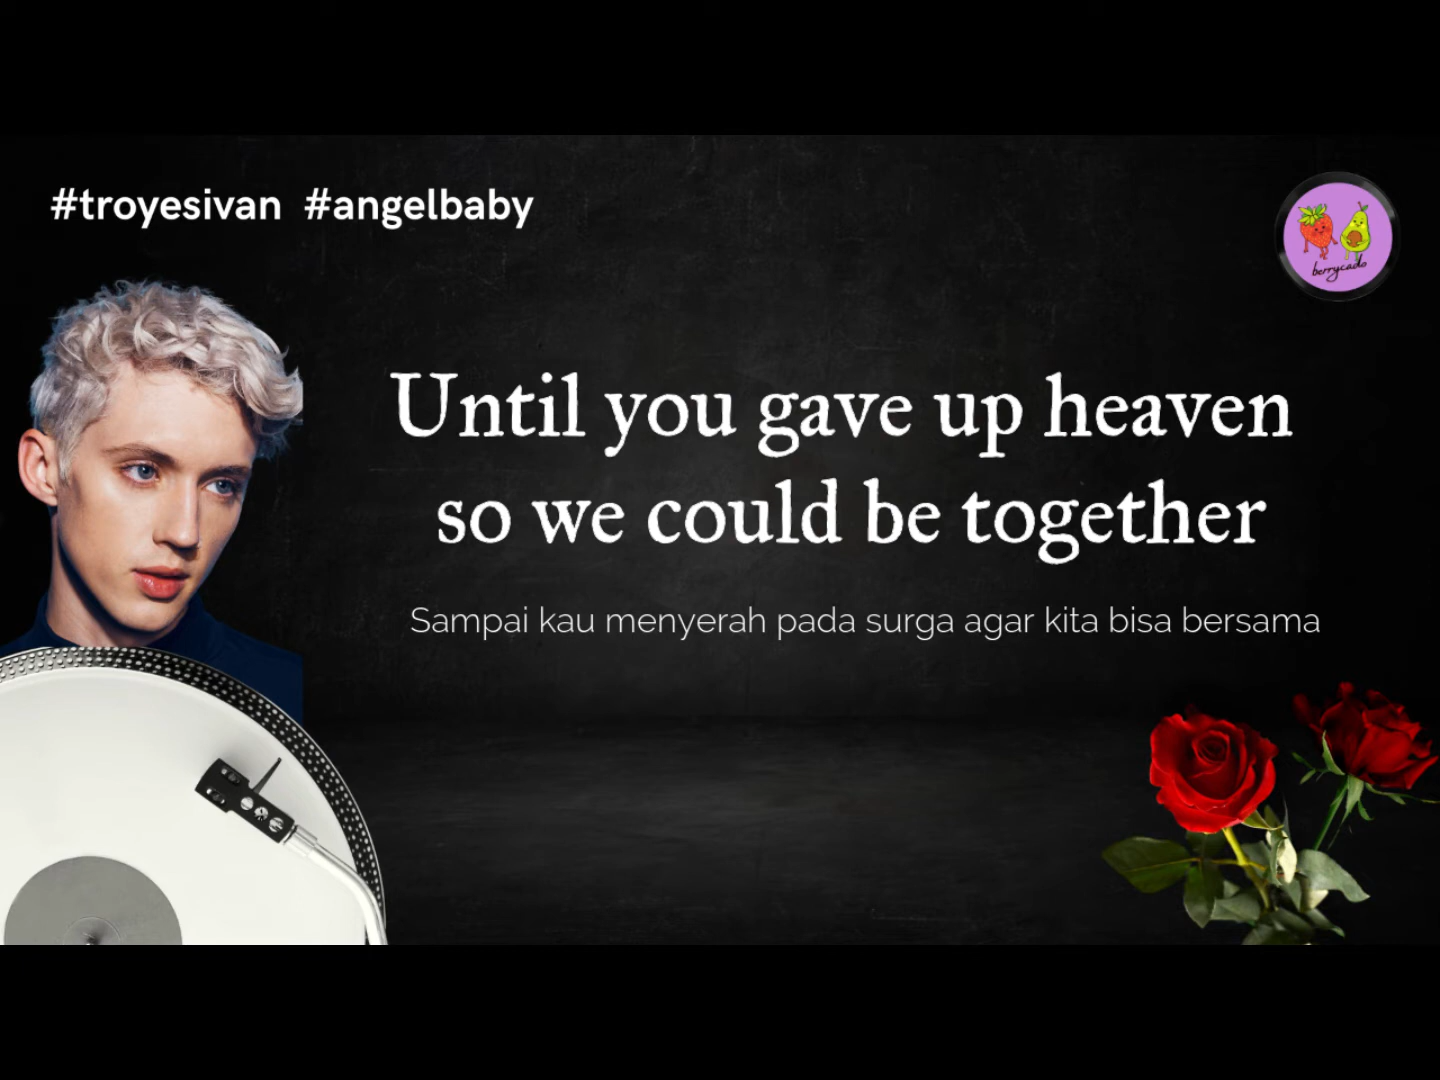 #troyesivan #angelbaby
berrycado
Until you gave up heaven
so we could be together
Sampai kau menyerah pada surga agar kita bisa bersama